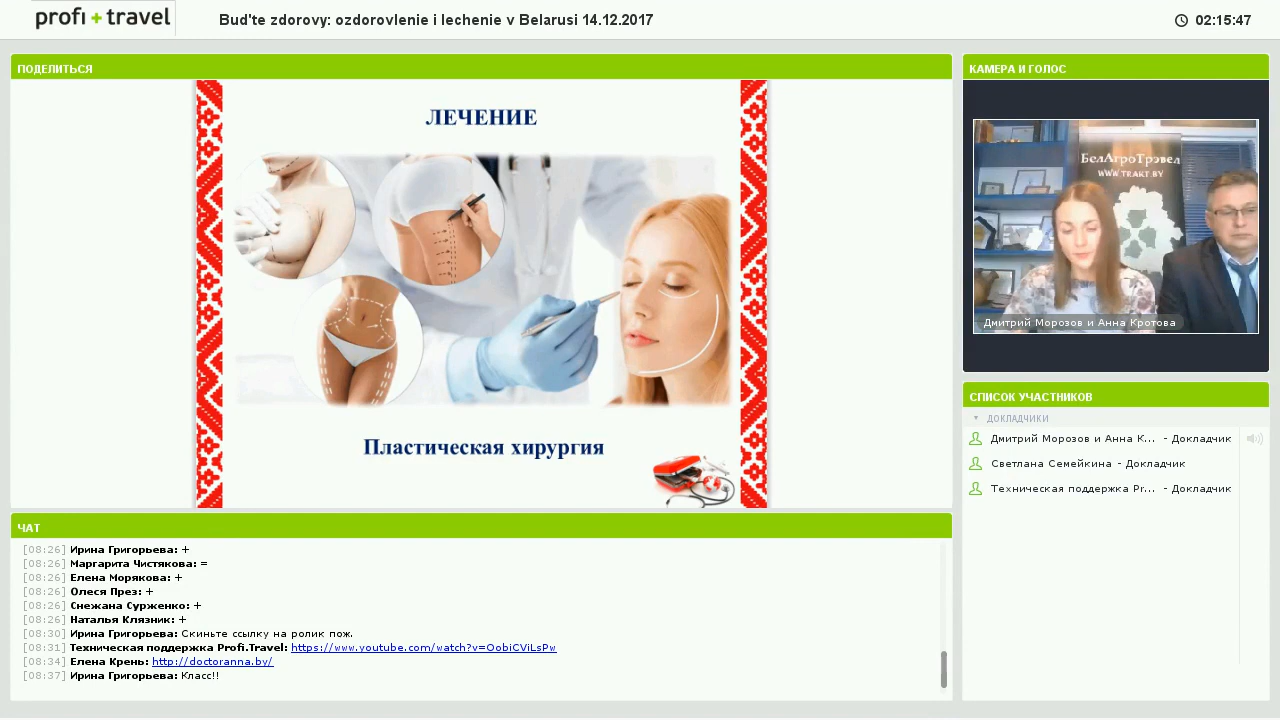 profi + travel
Bud'te zdorovy: ozdorovlenie i lechenie v Belarusi 14.12.2017
02:15:47
ПОДЕЛИТЬСЯ
ЛЕЧЕНИЕ
Пластическая хирургия
КАМЕРА И ГОЛОС
БелАгроТрэвел
WWW.TRAKT.BY
Дмитрий Морозов и Анна Кротова
СПИСОК УЧАСТНИКОВ
ДОКЛАДЧИКИ
Дмитрий Морозов и Анна К... - Докладчик
Светлана Семейкина - Докладчик
Техническая поддержка Pr... - Докладчик
ЧАТ
[08:26] Ирина Григорьева: +
[08:26] Маргарита Чистякова: =
[08:26] Елена Морякова: +
[08:26] Олеся През: +
[08:26] Снежана Сурженко: +
[08:26] Наталья Клязник: +
[08:30] Ирина Григорьева: Скиньте ссылку на ролик пож.
[08:31] Техническая поддержка Profi.Travel: https://www.youtube.com/watch?v=OobiCViLsPw
[08:34] Елена Крень: http://doctoranna.by/
[08:37] Ирина Григорьева: Класс!!